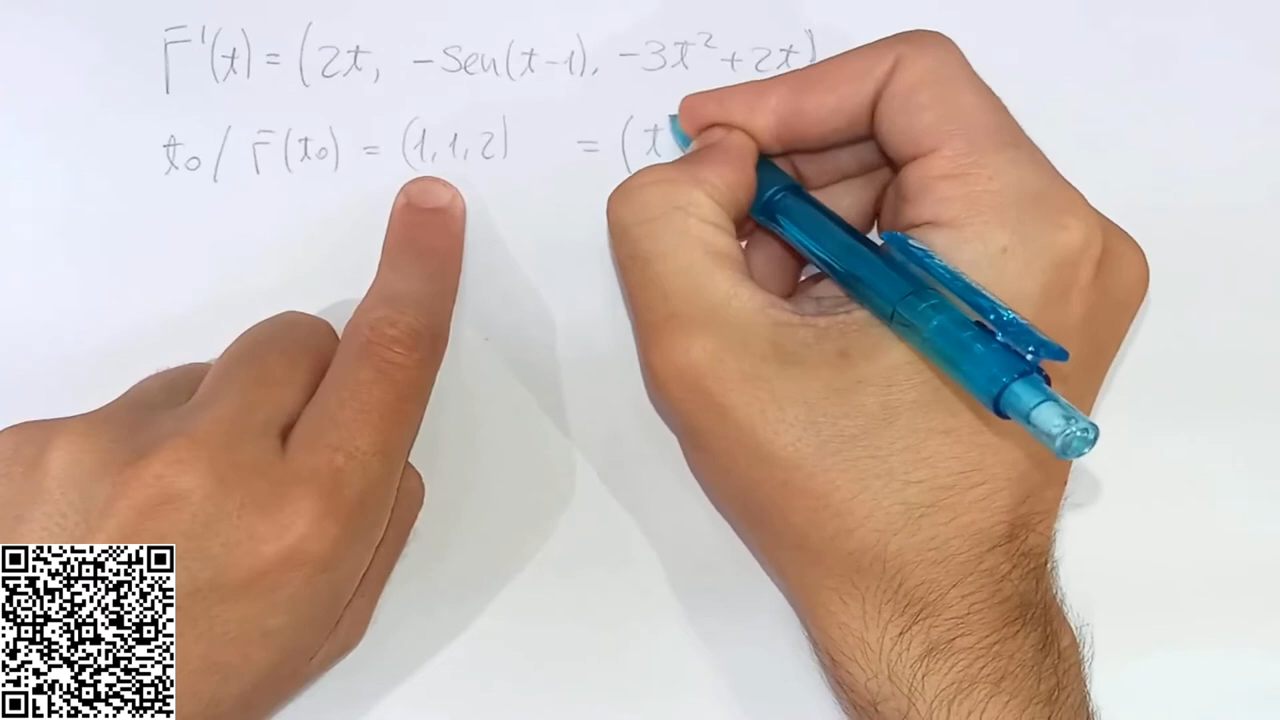 r̄'(t) = (2t, -sen(t-1), -3t²+2t)
t₀ / r̄(t₀) = (1,1,2) = (t